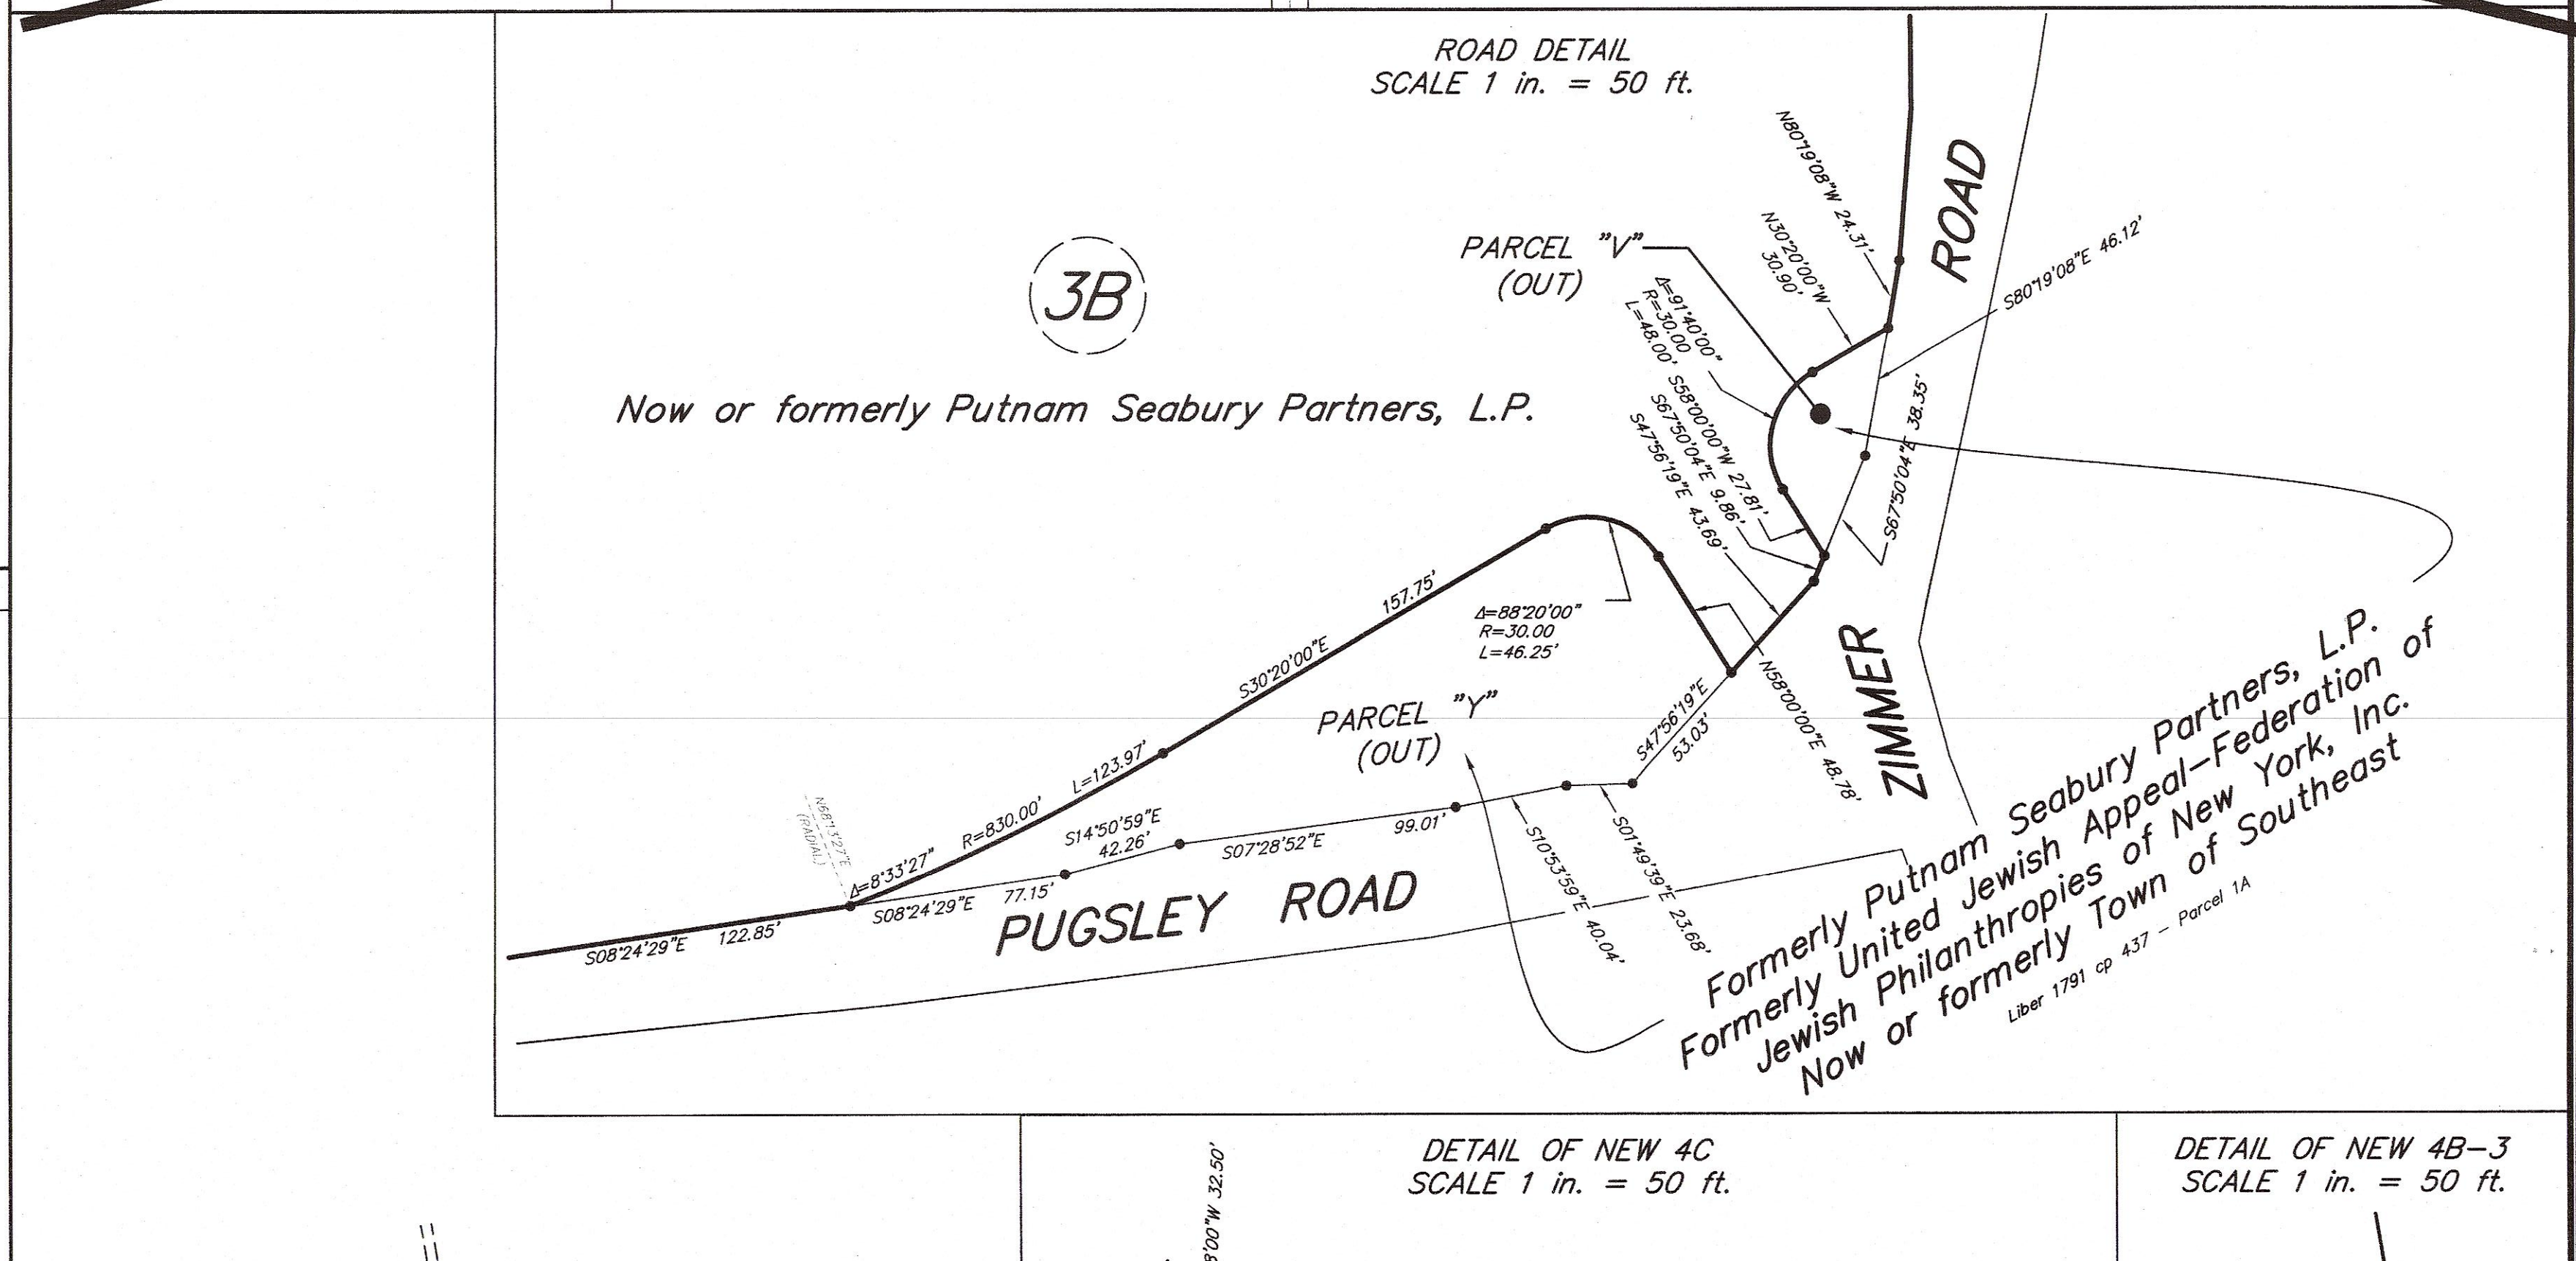 ROAD DETAIL
SCALE 1 in. = 50 ft.
N80°19'08"W 24.31'
N30°20'00"W
30.90'
PARCEL "V"
(OUT)
ROAD
S80°19'08"E 46.12'
3B
Δ=91°40'00"
R=30.00
L=48.00'
S58°00'00"W 27.81'
S67°50'04"E 9.86'
S47°56'19"E 43.69'
S67°50'04"E 38.35'
Now or formerly Putnam Seabury Partners, L.P.
157.75'
S30°20'00"E
Δ=88°20'00"
R=30.00
L=46.25'
N58°00'00"E 48.78'
ZIMMER
PARCEL "Y"
(OUT)
S47°56'19"E
53.03'
L=123.97'
R=830.00'
Δ=8°33'27"
N68°13'27"E
(RADIAL)
S14°50'59"E
42.26'
S07°28'52"E 99.01'
S10°53'59"E 40.04'
S01°49'39"E 23.68'
S08°24'29"E 77.15'
S08°24'29"E 122.85'
PUGSLEY ROAD
Formerly Putnam Seabury Partners, L.P.
Formerly United Jewish Appeal-Federation of
Jewish Philanthropies of New York, Inc.
Now or formerly Town of Southeast
Liber 1791 cp 437 - Parcel 1A
DETAIL OF NEW 4C
SCALE 1 in. = 50 ft.
DETAIL OF NEW 4B-3
SCALE 1 in. = 50 ft.
8'00"W 32.50'